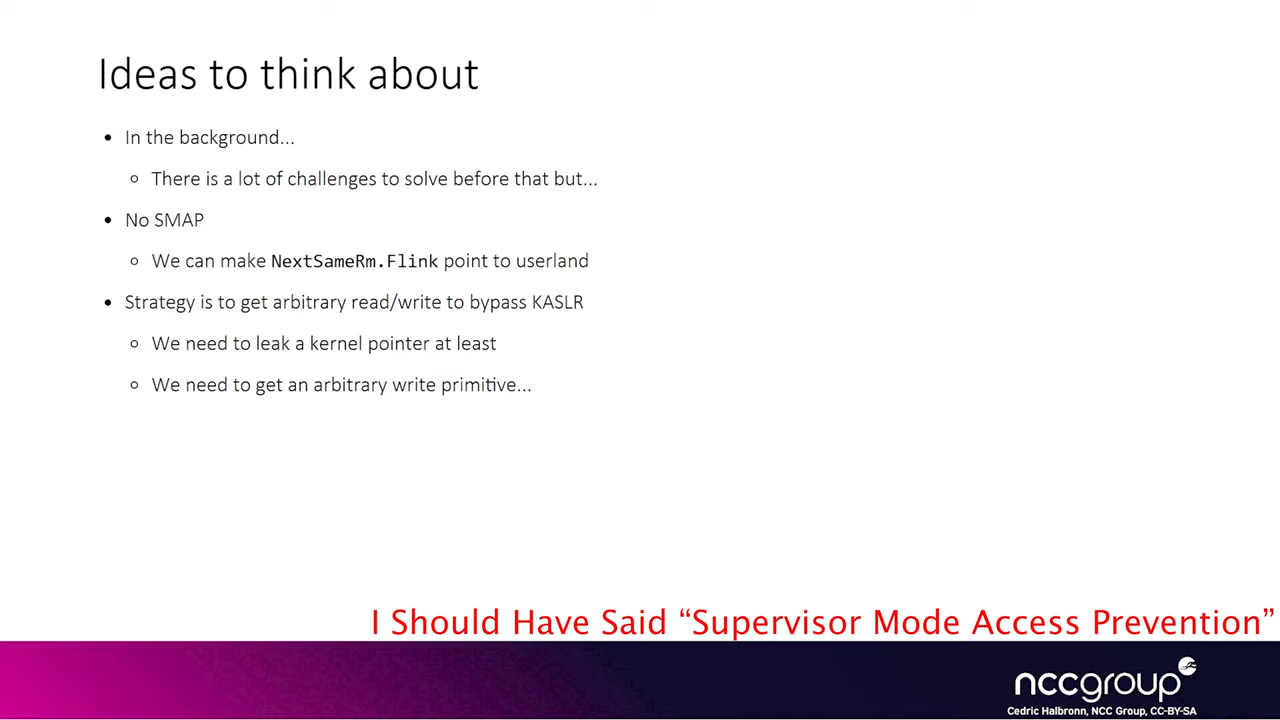 Ideas to think about
• In the background...
○ There is a lot of challenges to solve before that but...
• No SMAP
○ We can make NextSameRm.Flink point to userland
• Strategy is to get arbitrary read/write to bypass KASLR
○ We need to leak a kernel pointer at least
○ We need to get an arbitrary write primitive...
I Should Have Said “Supervisor Mode Access Prevention”
nccgroup
Cedric Halbronn, NCC Group, CC-BY-SA